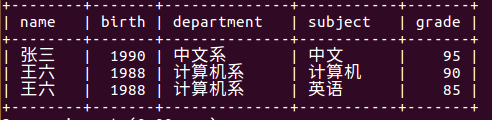 +--------+-------+--------------+-----------+-------+
| name | birth | department | subject | grade |
+--------+-------+--------------+-----------+-------+
| 张三 | 1990 | 中文系 | 中文 | 95 |
| 王六 | 1988 | 计算机系 | 计算机 | 90 |
| 王六 | 1988 | 计算机系 | 英语 | 85 |
+--------+-------+--------------+-----------+-------+